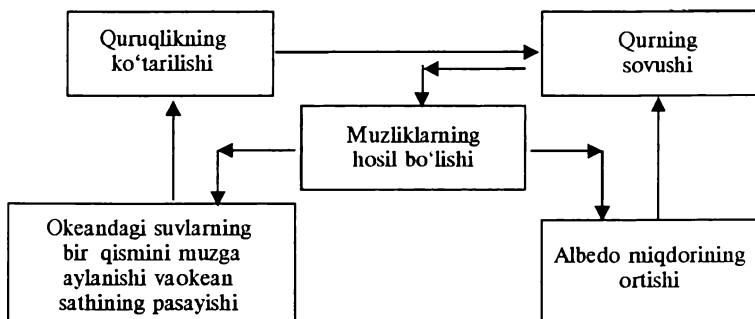 Quruqlikning
ko‘tarilishi
Qurning
sovushi
Muzliklarning
hosil bo‘lishi
Okeandagi suvlarning
bir qismini muzga
aylanishi vaokean
sathining pasayishi
Albedo miqdorining
ortishi